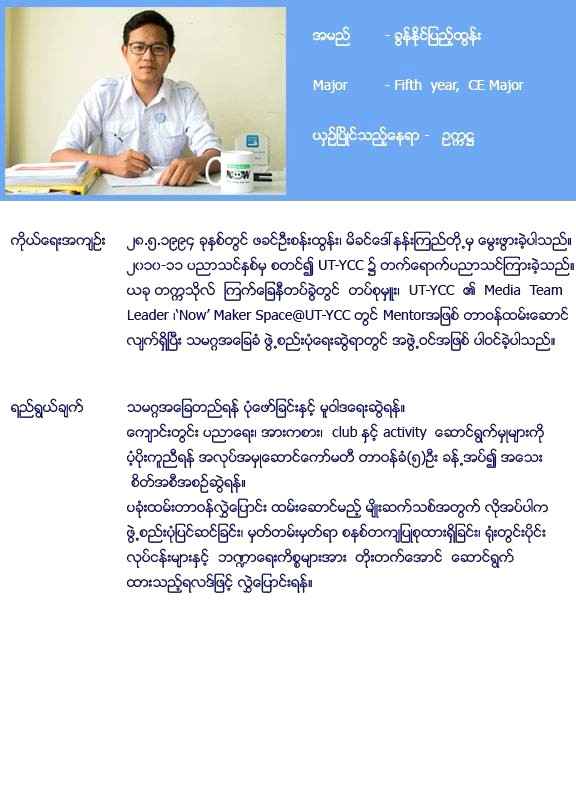 အမည် - ခွန်နိုင်ပြည့်ထွန်း
Major - Fifth year, CE Major
ယှဉ်ပြိုင်သည့်နေရာ - ဥက္ကဋ္ဌ
NOW
ကိုယ်ရေးအကျဉ်း ၂၈.၅.၁၉၉၄ ခုနှစ်တွင် ဖခင်ဦးစန်းထွန်း၊ မိခင်ဒေါ်နန်းကြည်တို့မှ မွေးဖွားခဲ့ပါသည်။
၂၀၁၀-၁၁ ပညာသင်နှစ်မှ စတင်၍ UT-YCC ၌ တက်ရောက်ပညာသင်ကြားခဲ့သည်။
ယခု တက္ကသိုလ် ကြက်ခြေနီတပ်ခွဲတွင် တပ်စုမှူး၊ UT-YCC ၏ Media Team
Leader ၊‘Now’ Maker Space@UT-YCC တွင် Mentorအဖြစ် တာဝန်ထမ်းဆောင်
လျက်ရှိပြီး သမဂ္ဂအခြေခံ ဖွဲ့စည်းပုံရေးဆွဲရာတွင် အဖွဲ့ဝင်အဖြစ် ပါဝင်ခဲ့ပါသည်။
ရည်ရွယ်ချက် သမဂ္ဂအခြေတည်ရန် ပုံဖော်ခြင်းနှင့် မူဝါဒရေးဆွဲရန်။
ကျောင်းတွင်း ပညာရေး၊ အားကစား၊ club နှင့် activity ဆောင်ရွက်မှုများကို
ပံ့ပိုးကူညီရန် အလုပ်အမှုဆောင်ကော်မတီ တာဝန်ခံ(၅)ဦး ခန့်အပ်၍ အသေး
စိတ်အစီအစဉ်ဆွဲရန်။
ပခုံးထမ်းတာဝန်လွှဲပြောင်း ထမ်းဆောင်မည့် မျိုးဆက်သစ်အတွက် လိုအပ်ပါက
ဖွဲ့စည်းပုံပြင်ဆင်ခြင်း၊ မှတ်တမ်းမှတ်ရာ စနစ်တကျပြုစုထားရှိခြင်း၊ ရုံးတွင်းပိုင်း
လုပ်ငန်းများနှင့် ဘဏ္ဍာရေးကိစ္စများအား တိုးတက်အောင် ဆောင်ရွက်
ထားသည့်ရလဒ်ဖြင့် လွှဲပြောင်းရန်။